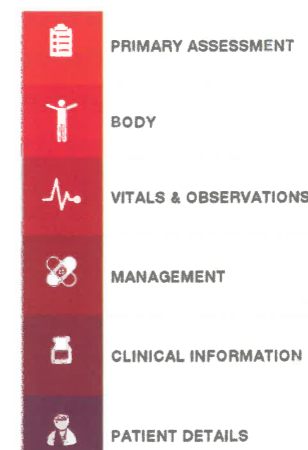 PRIMARY ASSESSMENT
BODY
VITALS & OBSERVATIONS
MANAGEMENT
CLINICAL INFORMATION
PATIENT DETAILS